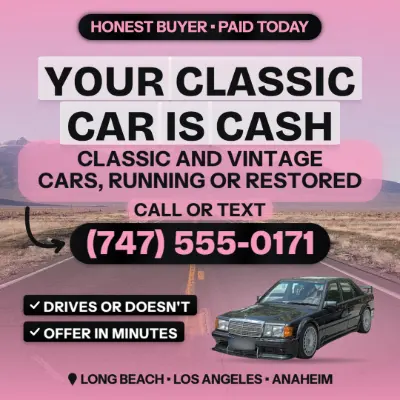 HONEST BUYER • PAID TODAY
YOUR CLASSIC
CAR IS CASH
CLASSIC AND VINTAGE
CARS, RUNNING OR RESTORED
CALL OR TEXT
(747) 555-0171
✓ DRIVES OR DOESN'T
✓ OFFER IN MINUTES
LONG BEACH • LOS ANGELES • ANAHEIM